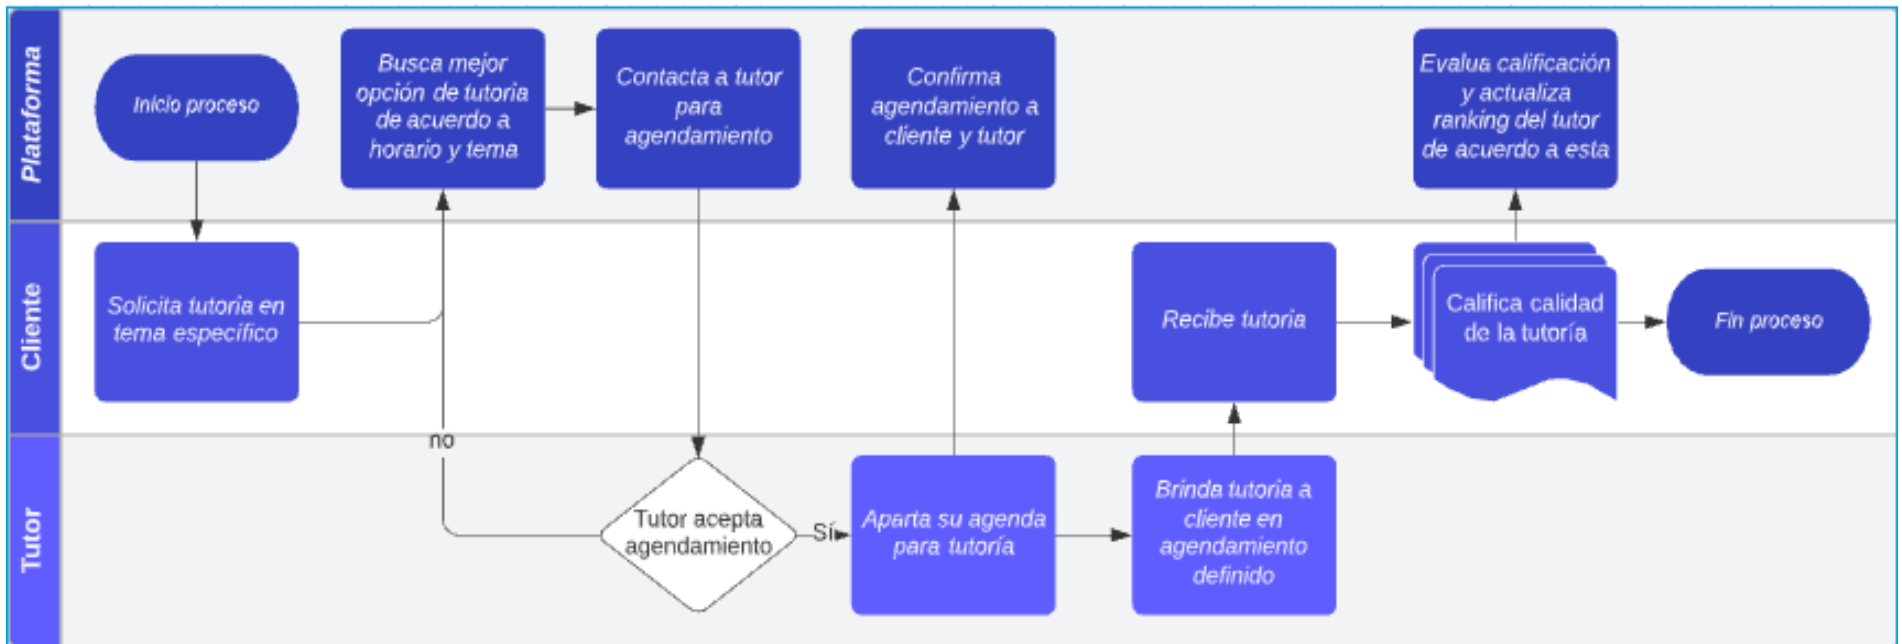 Plataforma
Inicio proceso
Busca mejor
opción de tutoria
de acuerdo a
horario y tema
Contacta a tutor
para
agendamiento
Confirma
agendamiento a
cliente y tutor
Evalua calificación
y actualiza
ranking del tutor
de acuerdo a esta
Cliente
Solicita tutoria en
tema específico
Recibe tutoria
Califica calidad
de la tutoría
Fin proceso
no
Tutor
Tutor acepta
agendamiento
Sí
Aparta su agenda
para tutoría
Brinda tutoria a
cliente en
agendamiento
definido